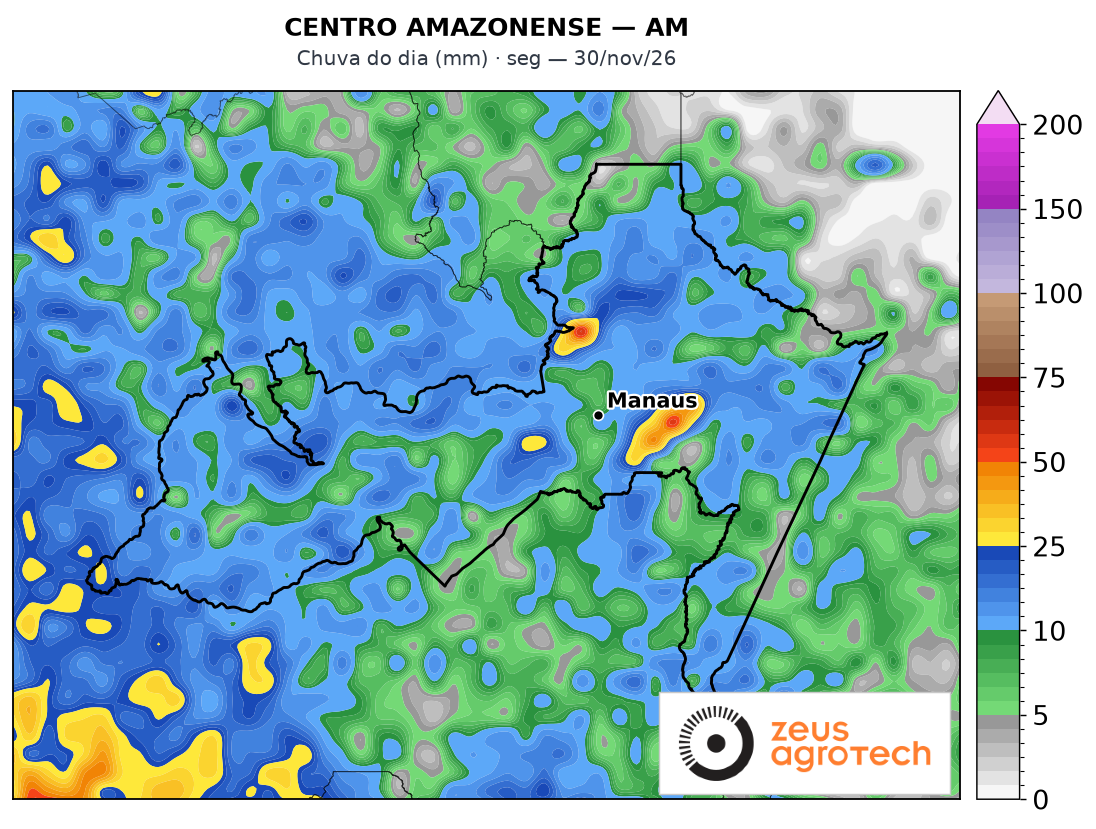 CENTRO AMAZONENSE — AM
Chuva do dia (mm) · seg — 30/nov/26
200
150
100
75
50
25
10
5
0
Manaus
zeus
agrotech